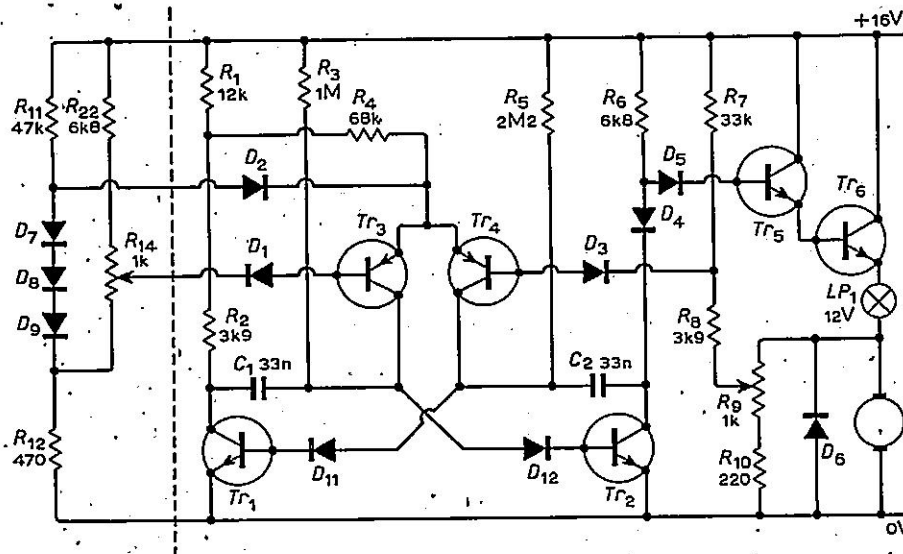 +16V
R11
47k
R22
6k8
R1
12k
R3
1M
R4
68k
R5
2M2
R6
6k8
R7
33k
D2
D5
D4
Tr5
Tr6
D7
D8
D9
R14
1k
D1
Tr3
Tr4
D3
LP1
12V
R2
3k9
R8
3k9
C1 33n
C2 33n
R9
1k
R12
470
D11
D12
R10
220
D6
Tr1
Tr2
0V